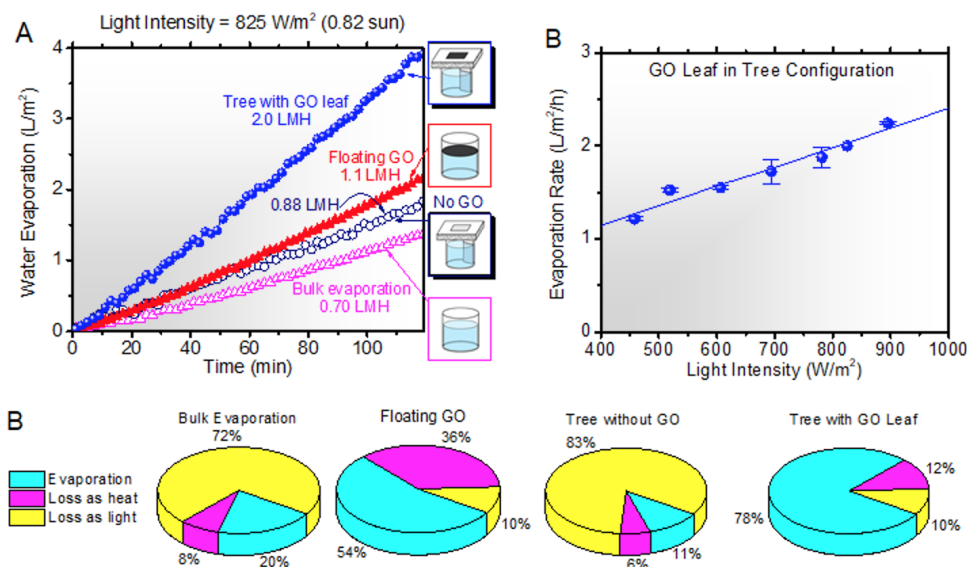 Light Intensity = 825 W/m² (0.82 sun)
A
Water Evaporation (L/m²)
4
3
2
1
0
0
20
40
60
80
100
Time (min)
Tree with GO leaf
2.0 LMH
Floating GO
1.1 LMH
0.88 LMH
No GO
Bulk evaporation
0.70 LMH
B
GO Leaf in Tree Configuration
Evaporation Rate (L/m²/h)
3
2
1
0
400
500
600
700
800
900
1000
Light Intensity (W/m²)
B
Evaporation
Loss as heat
Loss as light
Bulk Evaporation
72%
8%
20%
Floating GO
36%
10%
54%
Tree without GO
83%
6%
11%
Tree with GO Leaf
12%
10%
78%